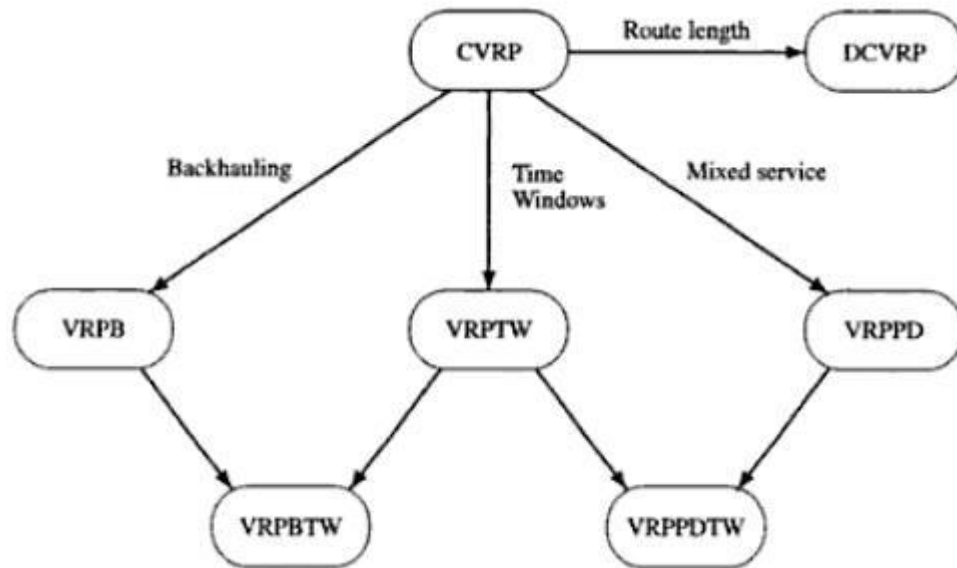 Route length
CVRP
DCVRP
Backhauling
Time
Windows
Mixed service
VRPB
VRPTW
VRPPD
VRPBTW
VRPPDTW